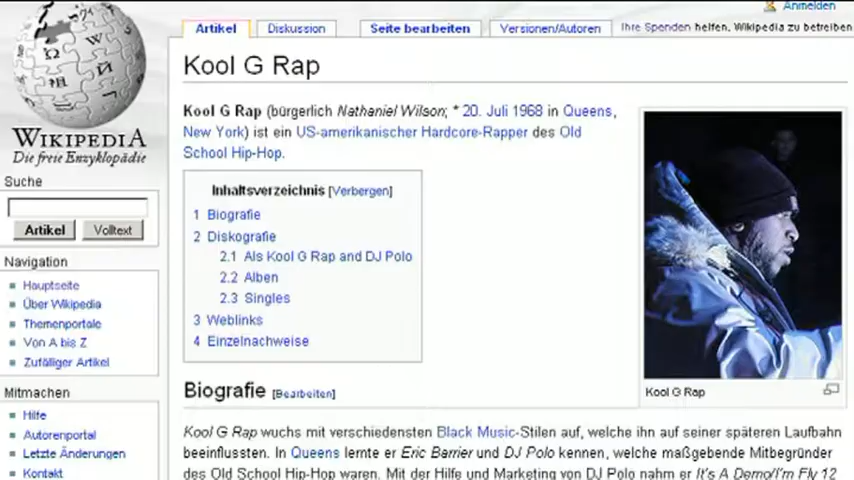 Anmelden
Artikel
Diskussion
Seite bearbeiten
Versionen/Autoren
Ihre Spenden helfen, Wikipedia zu betreiben
WIKIPEDIA
Die freie Enzyklopädie
Suche
Artikel
Volltext
Navigation
Hauptseite
Über Wikipedia
Themenportale
Von A bis Z
Zufälliger Artikel
Mitmachen
Hilfe
Autorenportal
Letzte Änderungen
Kontakt
Kool G Rap
Kool G Rap (bürgerlich Nathaniel Wilson; * 20. Juli 1968 in Queens,
New York) ist ein US-amerikanischer Hardcore-Rapper des Old
School Hip-Hop.
Inhaltsverzeichnis [Verbergen]
1 Biografie
2 Diskografie
2.1 Als Kool G Rap and DJ Polo
2.2 Alben
2.3 Singles
3 Weblinks
4 Einzelnachweise
Kool G Rap
Biografie [Bearbeiten]
Kool G Rap wuchs mit verschiedensten Black Music-Stilen auf, welche ihn auf seiner späteren Laufbahn
beeinflussten. In Queens lernte er Eric Barrier und DJ Polo kennen, welche maßgebende Mitbegründer
des Old School Hip-Hop waren. Mit der Hilfe und Marketing von DJ Polo nahm er It's A Demo/I'm Fly 12